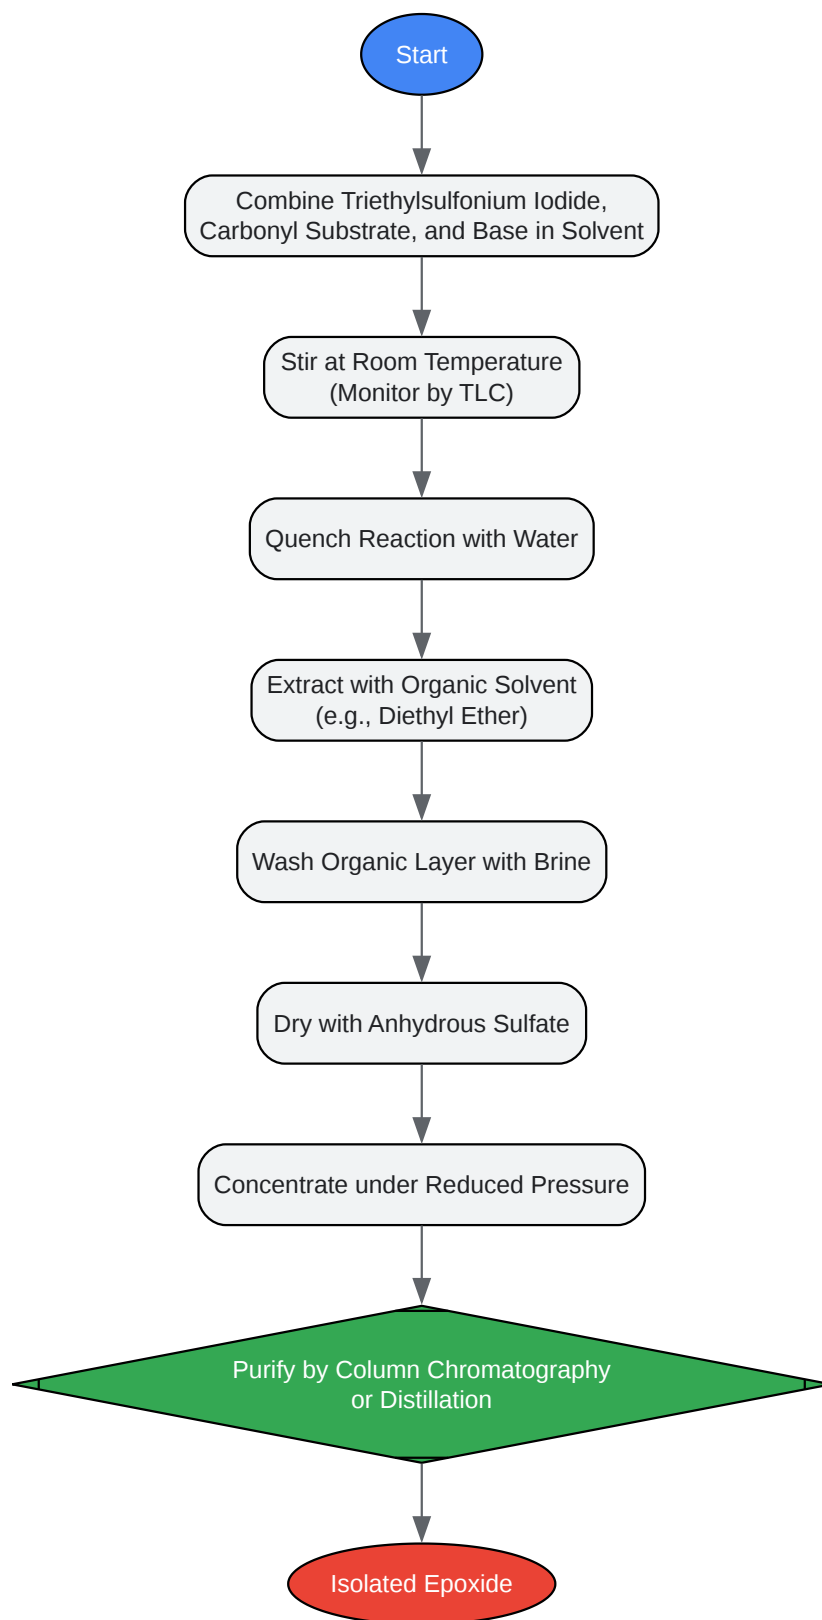 Start
Combine Triethylsulfonium Iodide,
Carbonyl Substrate, and Base in Solvent
Stir at Room Temperature
(Monitor by TLC)
Quench Reaction with Water
Extract with Organic Solvent
(e.g., Diethyl Ether)
Wash Organic Layer with Brine
Dry with Anhydrous Sulfate
Concentrate under Reduced Pressure
Purify by Column Chromatography
or Distillation
Isolated Epoxide